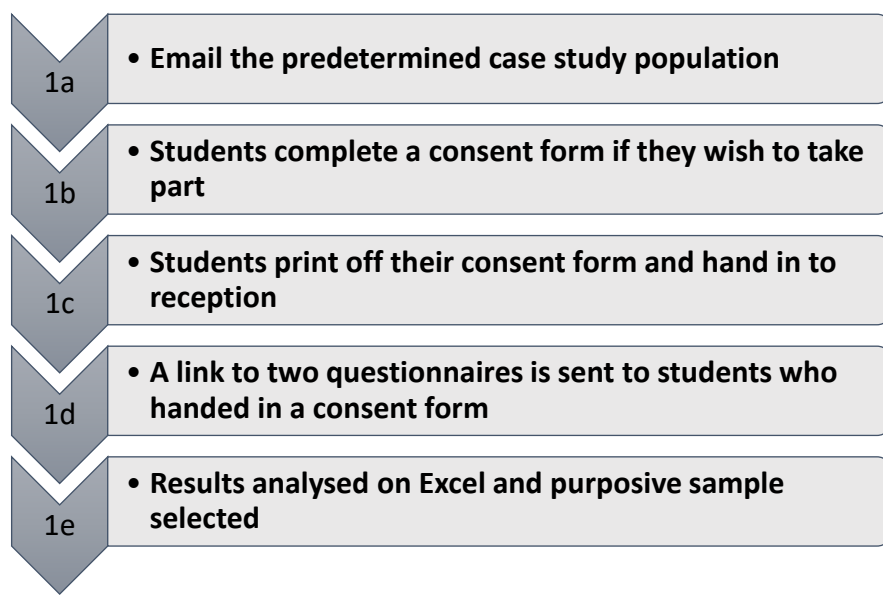 1a
• Email the predetermined case study population
1b
• Students complete a consent form if they wish to take
part
1c
• Students print off their consent form and hand in to
reception
1d
• A link to two questionnaires is sent to students who
handed in a consent form
1e
• Results analysed on Excel and purposive sample
selected